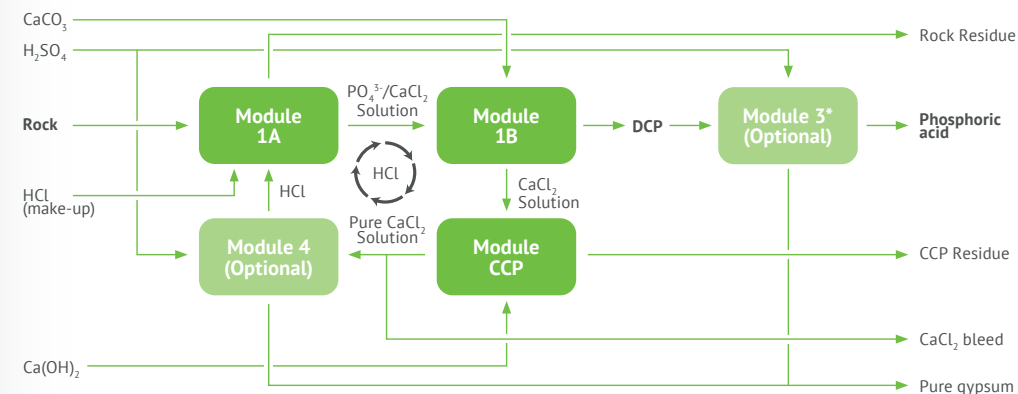 CaCO₃
H₂SO₄
Rock Residue
PO₄³⁻/CaCl₂
Solution
Module
1A
Module
1B
Module 3*
(Optional)
Rock
DCP
Phosphoric
acid
HCl
HCl
(make-up)
HCl
CaCl₂
Solution
Pure CaCl₂
Solution₂
Module 4
(Optional)
Module
CCP
CCP Residue
CaCl₂ bleed
Ca(OH)₂
Pure gypsum